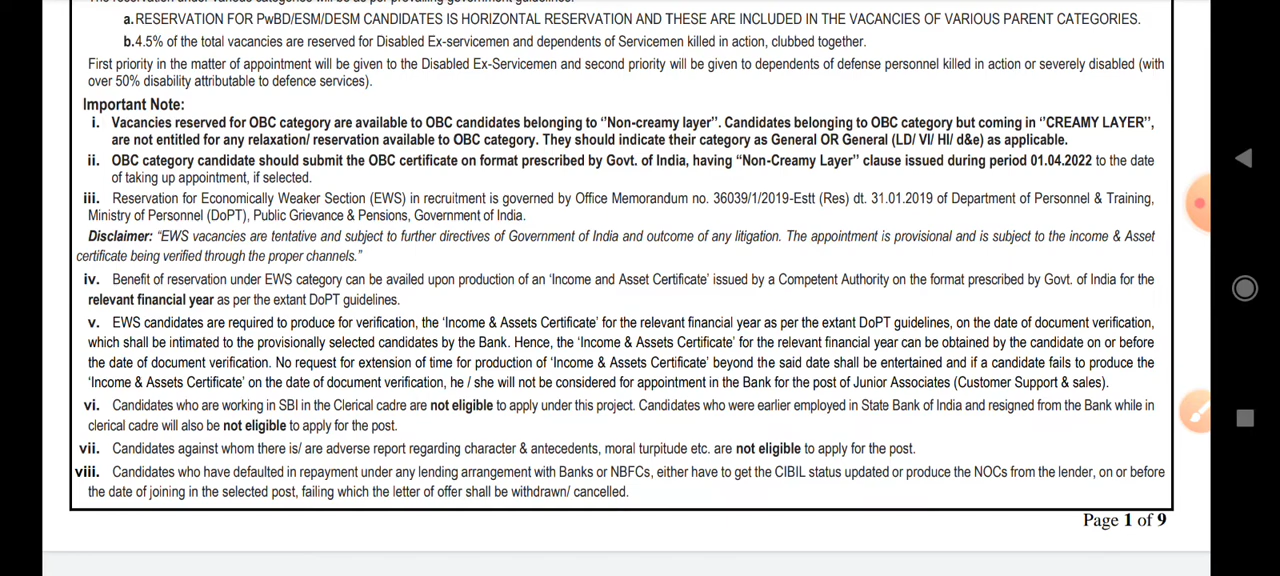 a. RESERVATION FOR PwBD/ESM/DESM CANDIDATES IS HORIZONTAL RESERVATION AND THESE ARE INCLUDED IN THE VACANCIES OF VARIOUS PARENT CATEGORIES.
b. 4.5% of the total vacancies are reserved for Disabled Ex-servicemen and dependents of Servicemen killed in action, clubbed together.
First priority in the matter of appointment will be given to the Disabled Ex-Servicemen and second priority will be given to dependents of defense personnel killed in action or severely disabled (with
over 50% disability attributable to defence services).
Important Note:
i. Vacancies reserved for OBC category are available to OBC candidates belonging to ''Non-creamy layer''. Candidates belonging to OBC category but coming in ''CREAMY LAYER'',
are not entitled for any relaxation/ reservation available to OBC category. They should indicate their category as General OR General (LD/ VI/ HI/ d&e) as applicable.
ii. OBC category candidate should submit the OBC certificate on format prescribed by Govt. of India, having “Non-Creamy Layer” clause issued during period 01.04.2022 to the date
of taking up appointment, if selected.
iii. Reservation for Economically Weaker Section (EWS) in recruitment is governed by Office Memorandum no. 36039/1/2019-Estt (Res) dt. 31.01.2019 of Department of Personnel & Training,
Ministry of Personnel (DoPT), Public Grievance & Pensions, Government of India.
Disclaimer: “EWS vacancies are tentative and subject to further directives of Government of India and outcome of any litigation. The appointment is provisional and is subject to the income & Asset
certificate being verified through the proper channels.”
iv. Benefit of reservation under EWS category can be availed upon production of an ‘Income and Asset Certificate’ issued by a Competent Authority on the format prescribed by Govt. of India for the
relevant financial year as per the extant DoPT guidelines.
v. EWS candidates are required to produce for verification, the ‘Income & Assets Certificate’ for the relevant financial year as per the extant DoPT guidelines, on the date of document verification,
which shall be intimated to the provisionally selected candidates by the Bank. Hence, the ‘Income & Assets Certificate’ for the relevant financial year can be obtained by the candidate on or before
the date of document verification. No request for extension of time for production of ‘Income & Assets Certificate’ beyond the said date shall be entertained and if a candidate fails to produce the
‘Income & Assets Certificate’ on the date of document verification, he / she will not be considered for appointment in the Bank for the post of Junior Associates (Customer Support & sales).
vi. Candidates who are working in SBI in the Clerical cadre are not eligible to apply under this project. Candidates who were earlier employed in State Bank of India and resigned from the Bank while in
clerical cadre will also be not eligible to apply for the post.
vii. Candidates against whom there is/ are adverse report regarding character & antecedents, moral turpitude etc. are not eligible to apply for the post.
viii. Candidates who have defaulted in repayment under any lending arrangement with Banks or NBFCs, either have to get the CIBIL status updated or produce the NOCs from the lender, on or before
the date of joining in the selected post, failing which the letter of offer shall be withdrawn/ cancelled.
Page 1 of 9